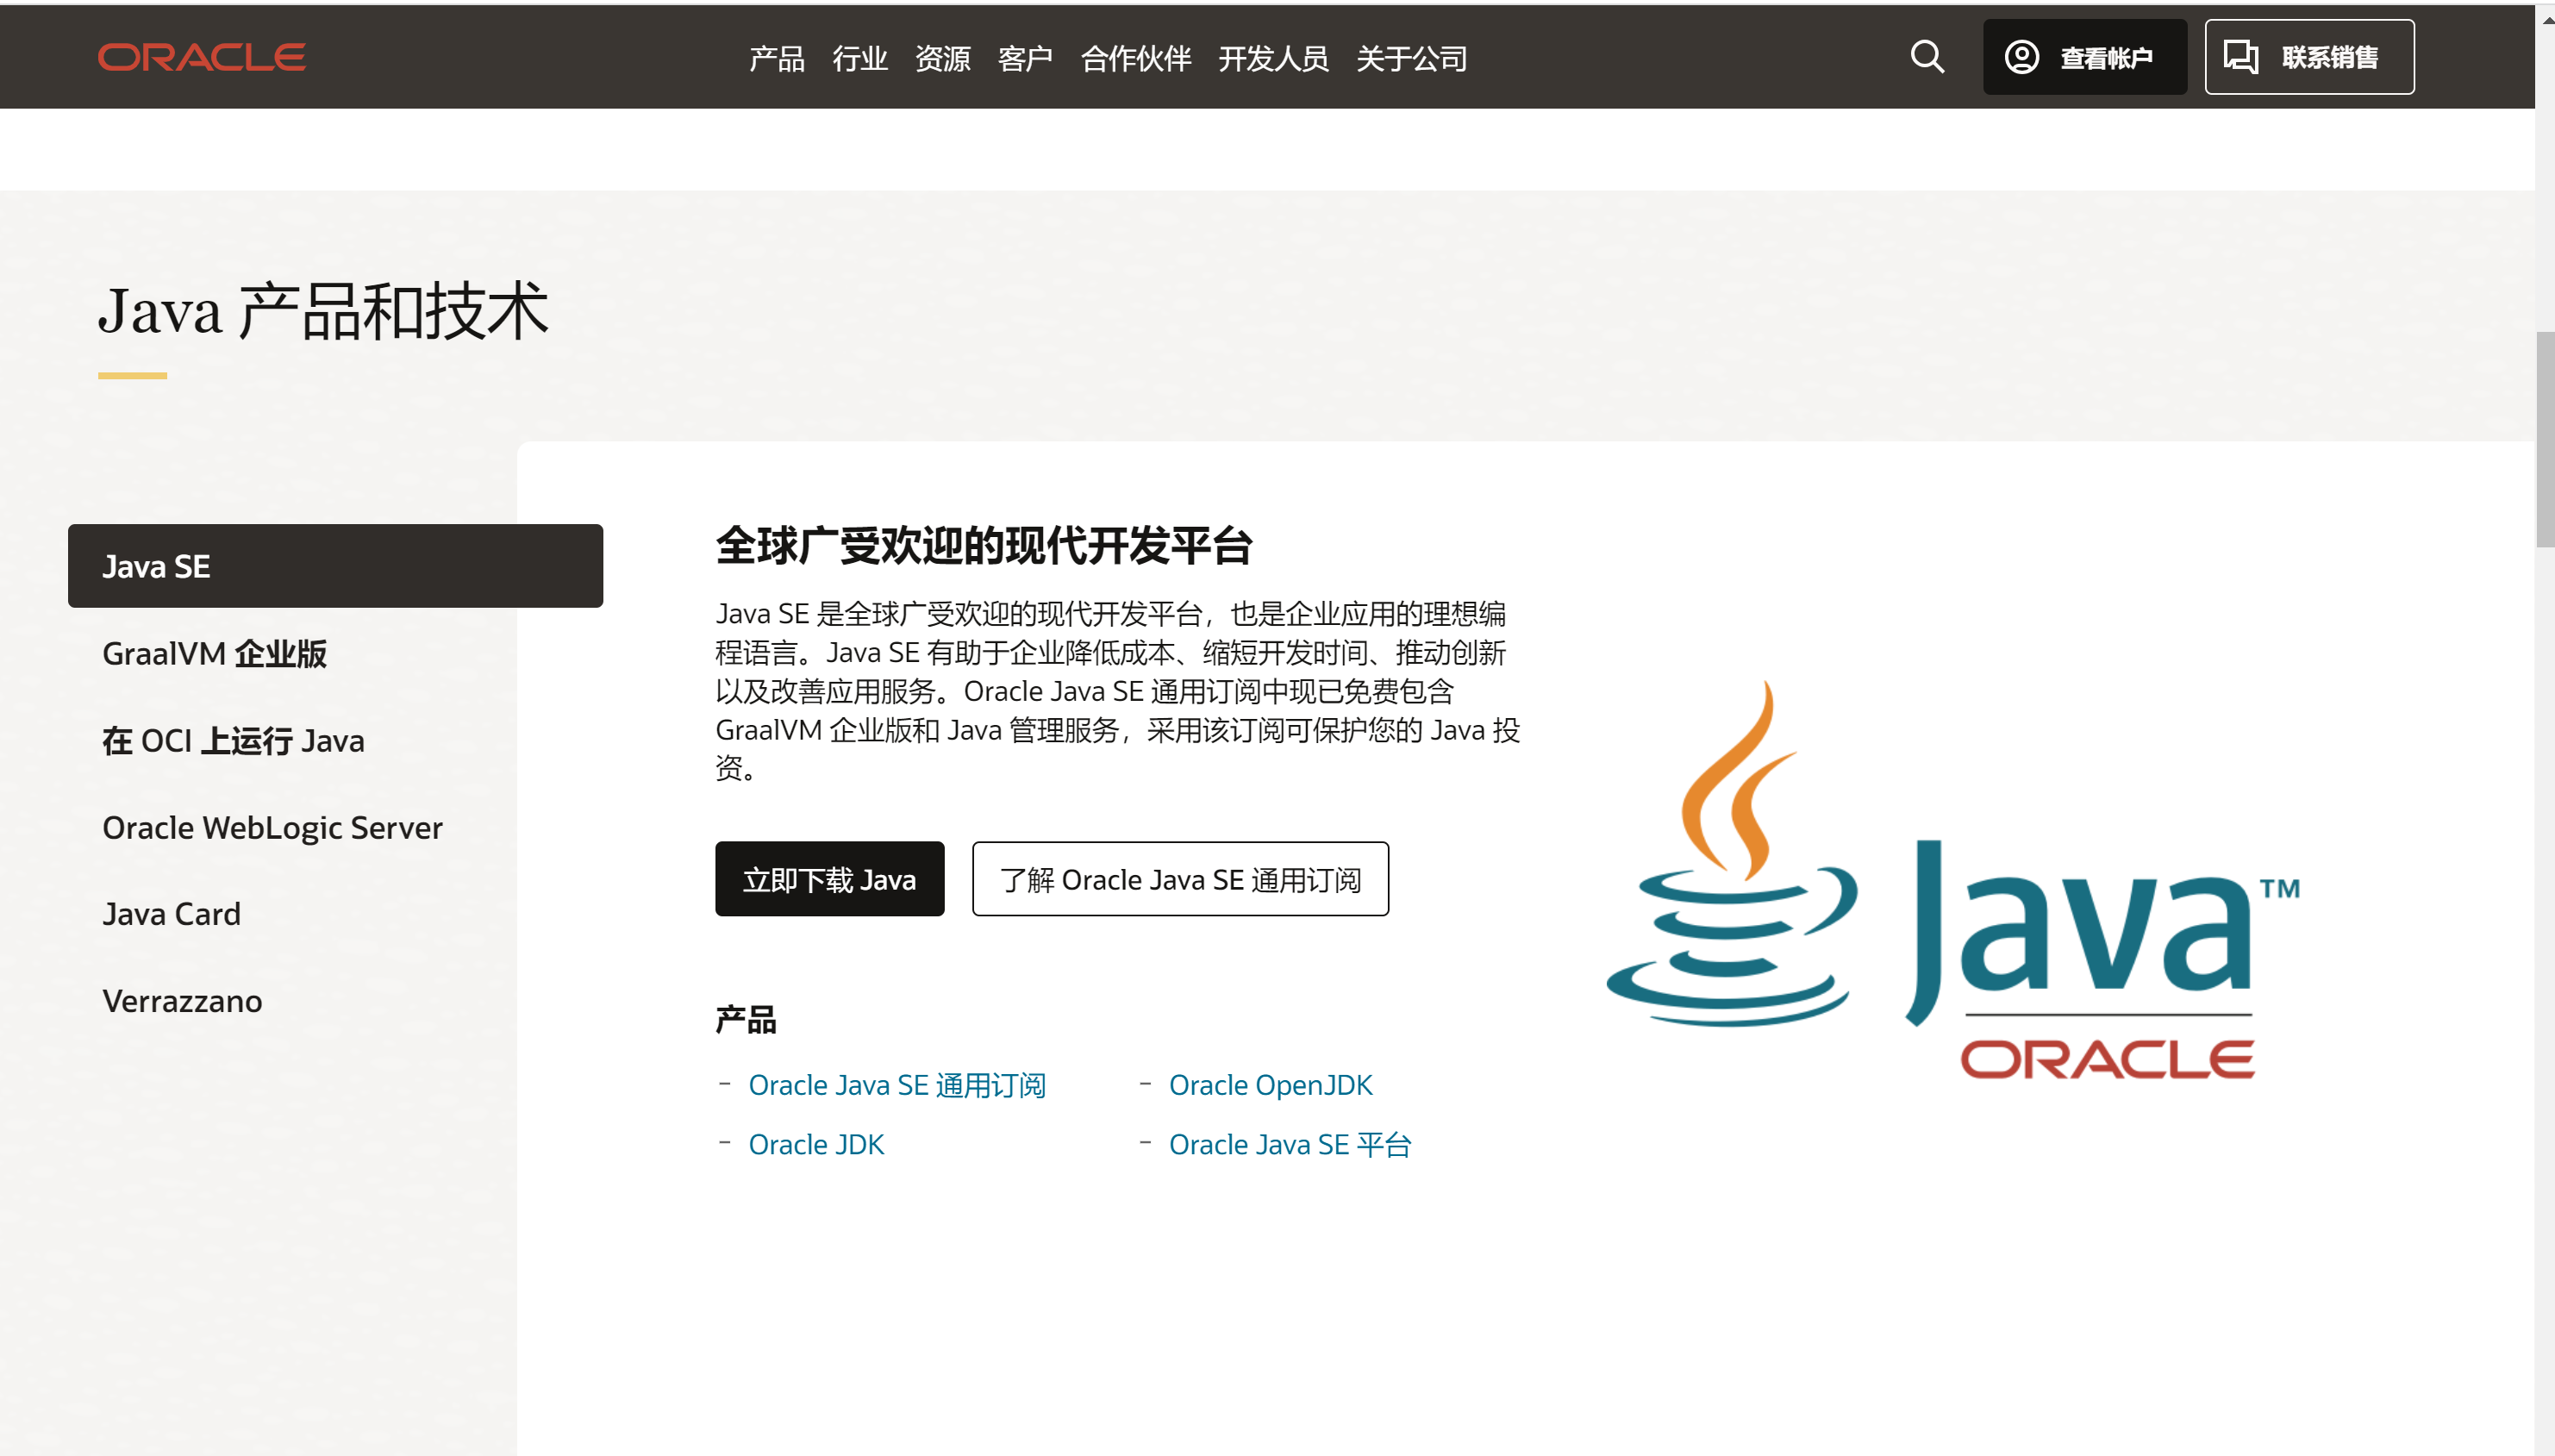 ORACLE
产品 行业 资源 客户 合作伙伴 开发人员 关于公司
查看帐户
联系销售
Java 产品和技术
Java SE
GraalVM 企业版
在 OCI 上运行 Java
Oracle WebLogic Server
Java Card
Verrazzano
全球广受欢迎的现代开发平台
Java SE 是全球广受欢迎的现代开发平台，也是企业应用的理想编
程语言。Java SE 有助于企业降低成本、缩短开发时间、推动创新
以及改善应用服务。Oracle Java SE 通用订阅中现已免费包含
GraalVM 企业版和 Java 管理服务，采用该订阅可保护您的 Java 投
资。
立即下载 Java
了解 Oracle Java SE 通用订阅
产品
– Oracle Java SE 通用订阅
– Oracle OpenJDK
– Oracle JDK
– Oracle Java SE 平台
Java™
ORACLE